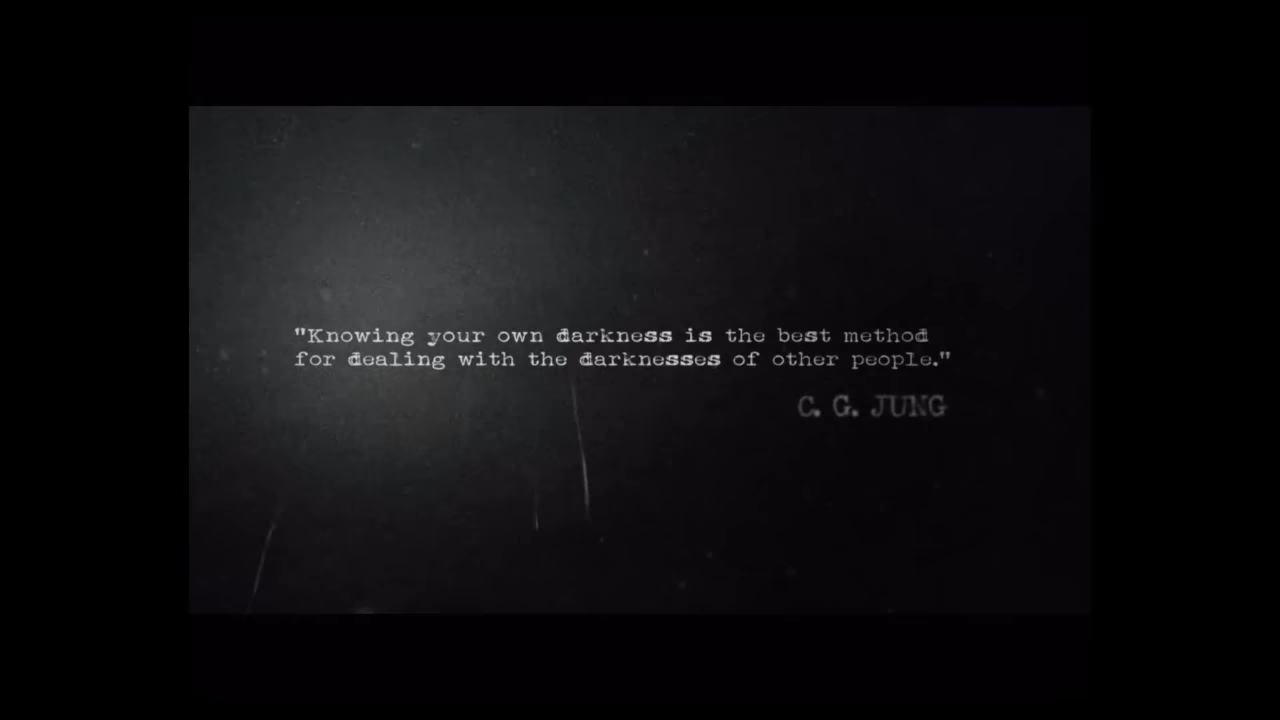 "Knowing your own darkness is the best method
for dealing with the darknesses of other people."
C. G. JUNG